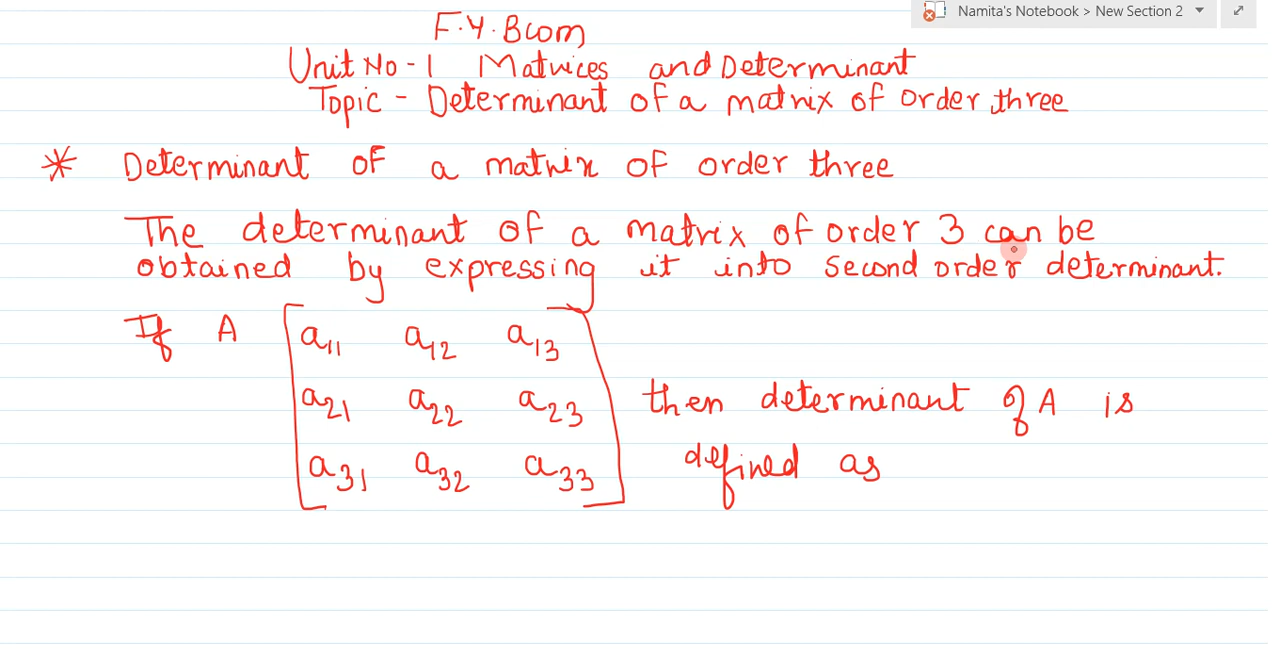 Namita's Notebook > New Section 2
F.Y.Bcom
Unit No-1 Matrices and Determinant
Topic - Determinant of a matrix of order three
* Determinant of a matrix of order three
The determinant of a matrix of order 3 can be
obtained by expressing it into second order determinant.
If A [a11 a12 a13
a21 a22 a23 then determinant of A is
a31 a32 a33] defined as